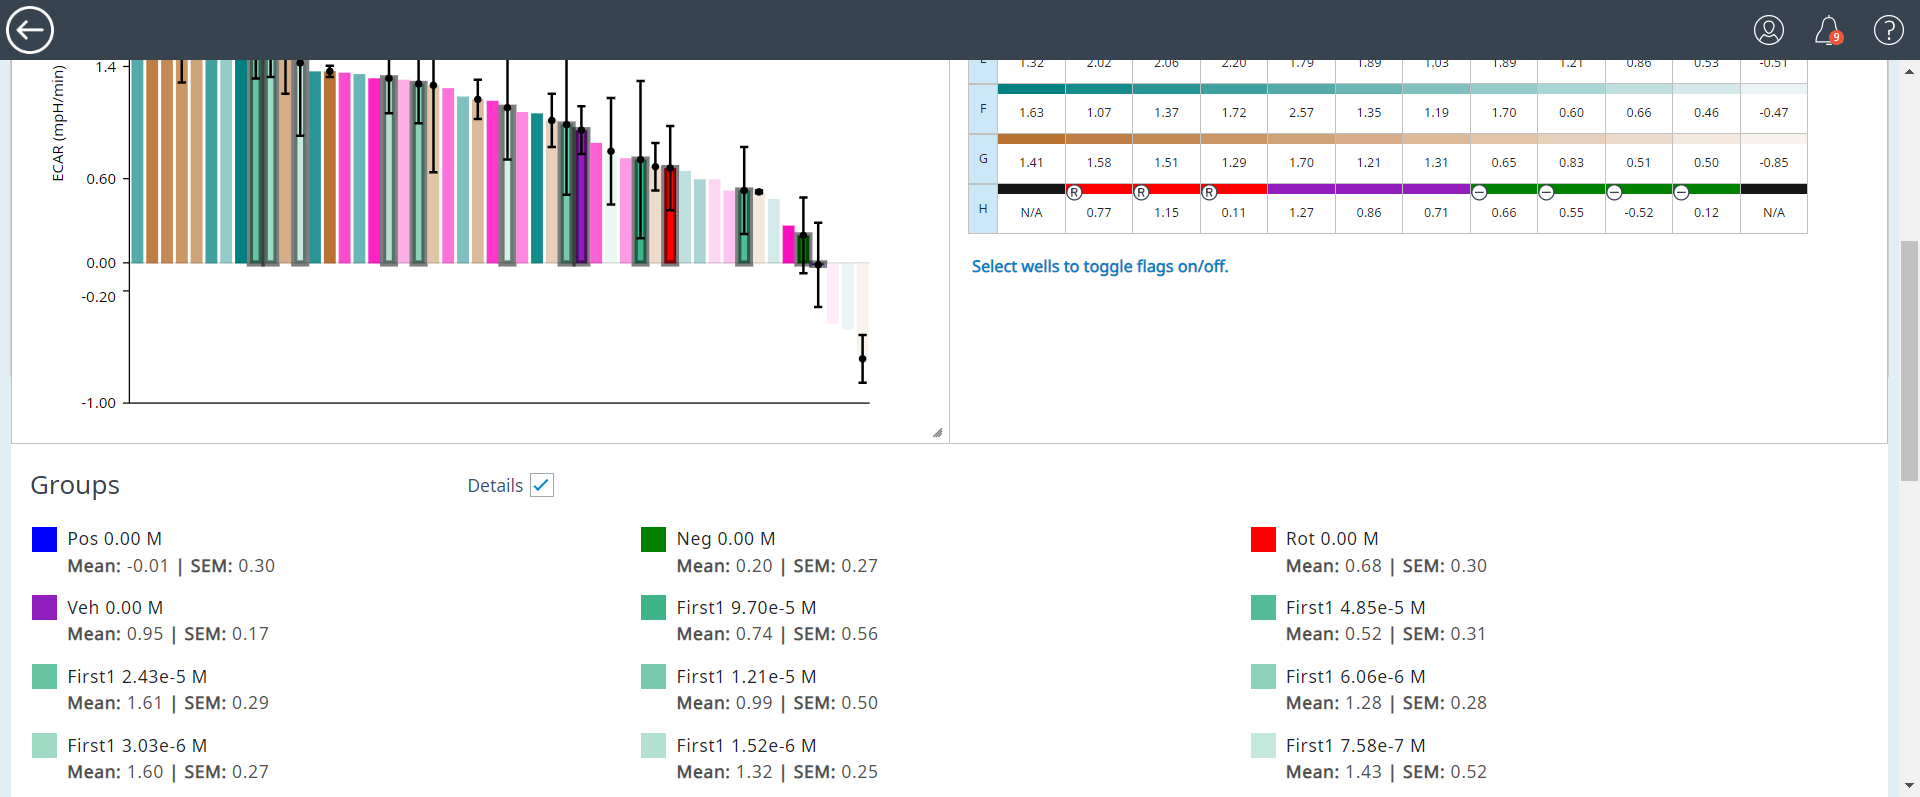 9
1.4
ECAR (mpH/min)
0.60
0.00
-0.20
-1.00
E 1.32 2.02 2.06 2.20 1.79 1.89 1.03 1.89 1.21 0.86 0.53 -0.51
F 1.63 1.07 1.37 1.72 2.57 1.35 1.19 1.70 0.60 0.66 0.46 -0.47
G 1.41 1.58 1.51 1.29 1.70 1.21 1.31 0.65 0.83 0.51 0.50 -0.85
R R R
H N/A 0.77 1.15 0.11 1.27 0.86 0.71 0.66 0.55 -0.52 0.12 N/A
Select wells to toggle flags on/off.
Groups Details
Pos 0.00 M
Mean: -0.01 | SEM: 0.30
Neg 0.00 M
Mean: 0.20 | SEM: 0.27
Rot 0.00 M
Mean: 0.68 | SEM: 0.30
Veh 0.00 M
Mean: 0.95 | SEM: 0.17
First1 9.70e-5 M
Mean: 0.74 | SEM: 0.56
First1 4.85e-5 M
Mean: 0.52 | SEM: 0.31
First1 2.43e-5 M
Mean: 1.61 | SEM: 0.29
First1 1.21e-5 M
Mean: 0.99 | SEM: 0.50
First1 6.06e-6 M
Mean: 1.28 | SEM: 0.28
First1 3.03e-6 M
Mean: 1.60 | SEM: 0.27
First1 1.52e-6 M
Mean: 1.32 | SEM: 0.25
First1 7.58e-7 M
Mean: 1.43 | SEM: 0.52